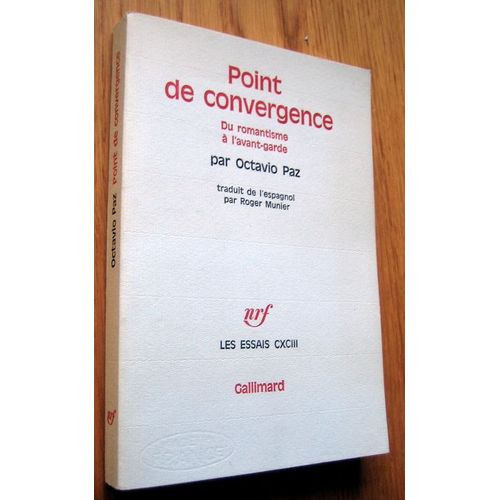 Point
de convergence
Du romantisme
à l'avant-garde
par Octavio Paz
traduit de l'espagnol
par Roger Munier
nrf
LES ESSAIS CXCIII
Gallimard
Octavio Paz Point de convergence
nrf